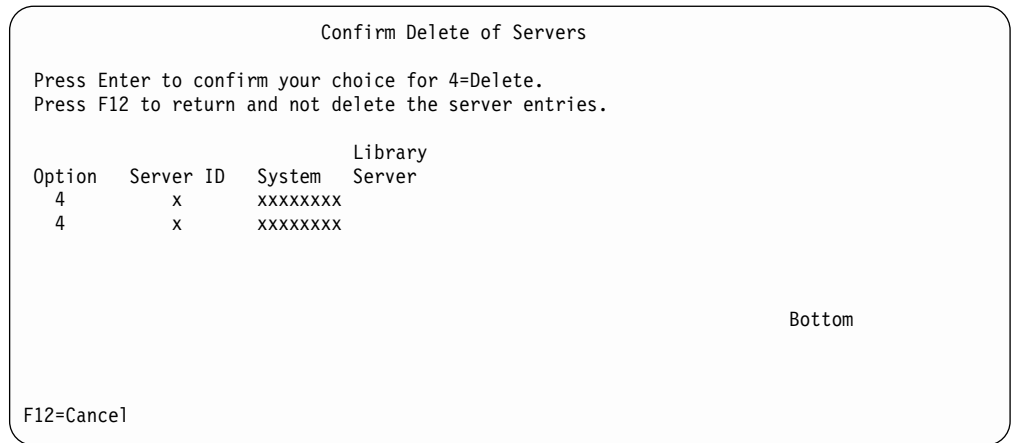 Confirm Delete of Servers
Press Enter to confirm your choice for 4=Delete.
Press F12 to return and not delete the server entries.
Library
Option Server ID System Server
4 x xxxxxxxx
4 x xxxxxxxx
Bottom
F12=Cancel